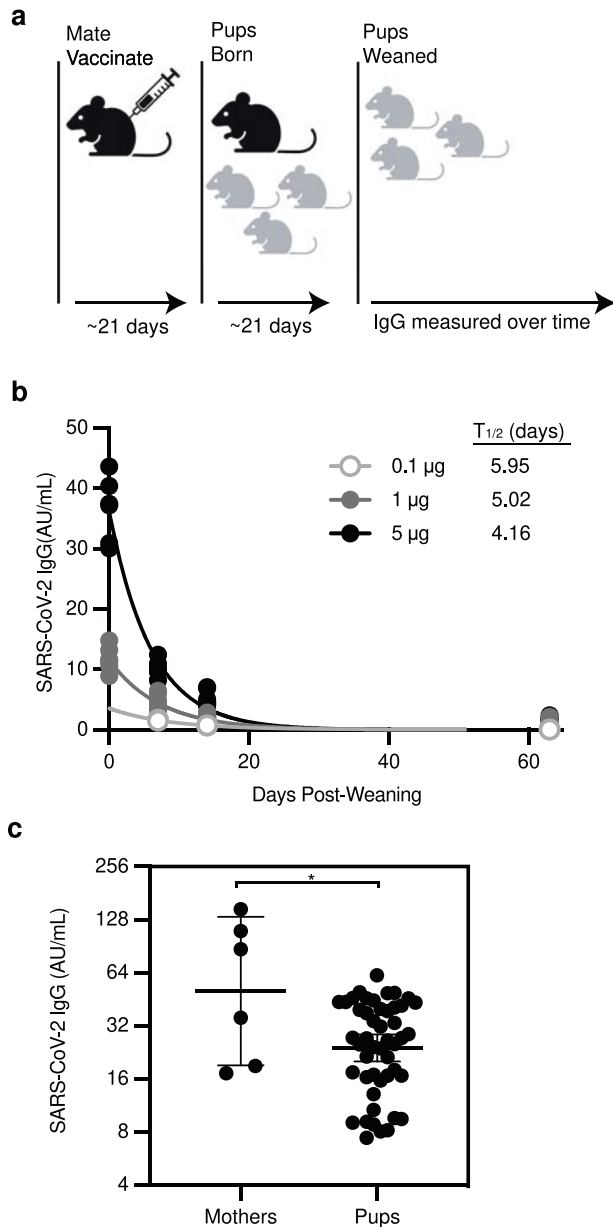 a
Mate
Vaccinate
Pups
Born
Pups
Weaned
~21 days
~21 days
IgG measured over time
b
T1/2 (days)
0.1 µg 5.95
1 µg 5.02
5 µg 4.16
SARS-CoV-2 IgG(AU/mL)
50
40
30
20
10
0
0 20 40 60
Days Post-Weaning
c
SARS-CoV-2 IgG (AU/mL)
256
128
64
32
16
8
4
*
Mothers Pups